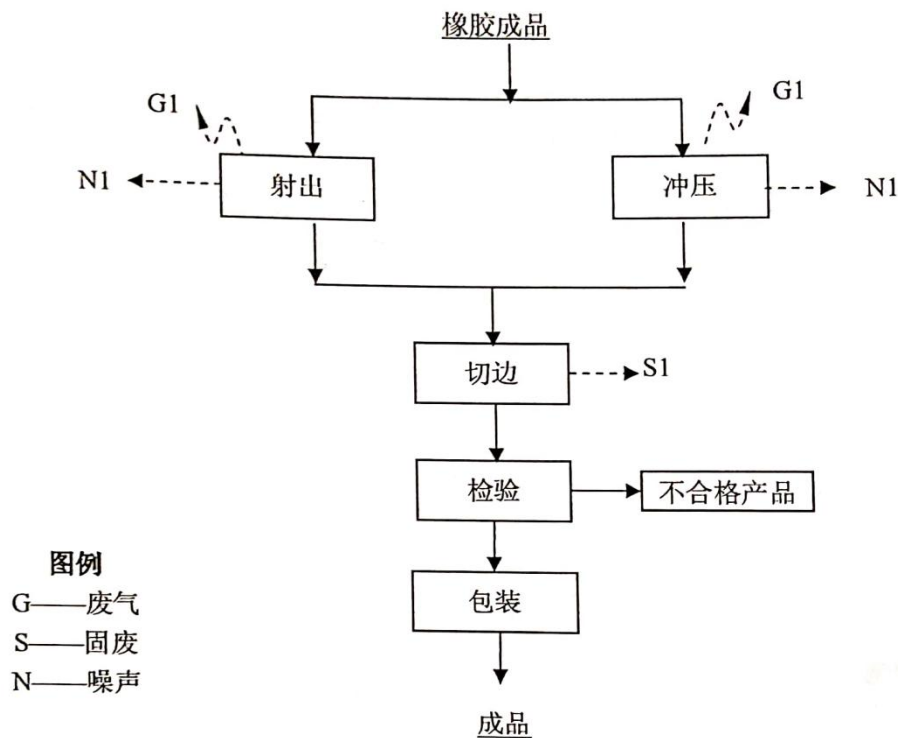 橡胶成品
G1
G1
N1
射出
冲压
N1
切边
S1
检验
不合格产品
图例
G——废气
包装
S——固废
N——噪声
成品